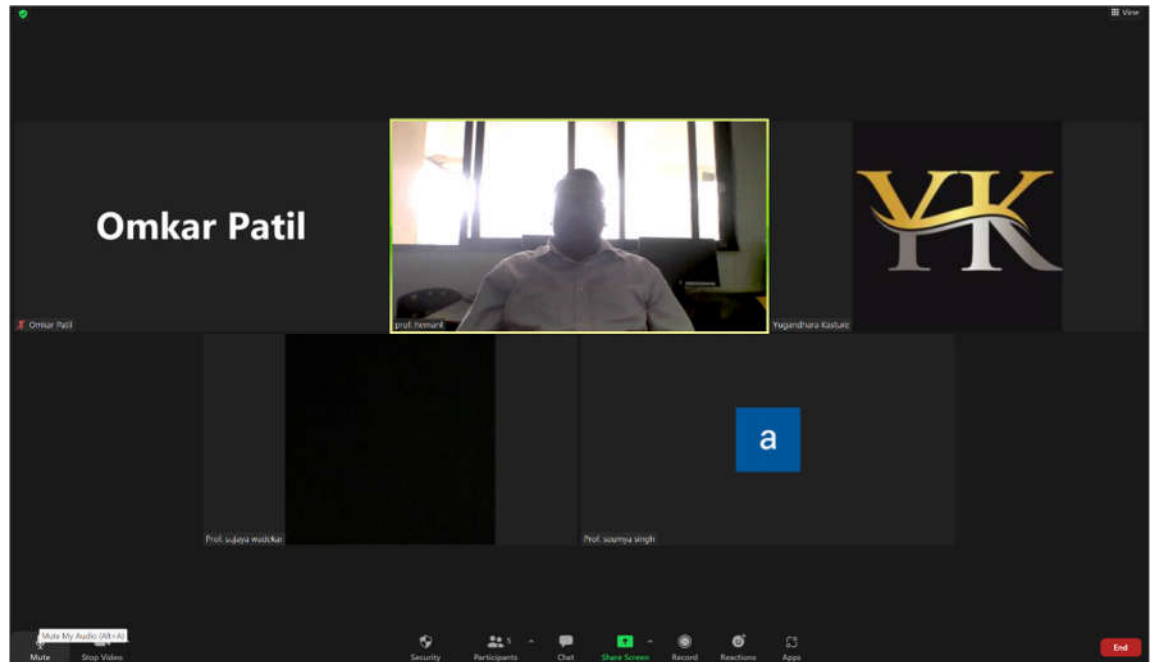 View
Omkar Patil
YK
Omkar Patil
prof. hemant
Yugandhara Kasture
a
Prof. sujaya wadekar
Prof. soumya singh
Mute My Audio (Alt+A)
5
Mute
Stop Video
Security
Participants
Chat
Share Screen
Record
Reactions
Apps
End